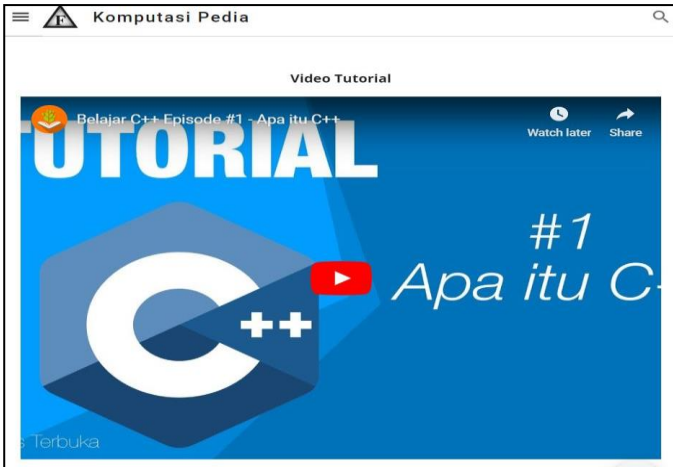 F
Komputasi Pedia
Video Tutorial
Belajar C++ Episode #1 - Apa itu C++
Watch later
Share
TUTORIAL
#1
Apa itu C+
C
++
s Terbuka